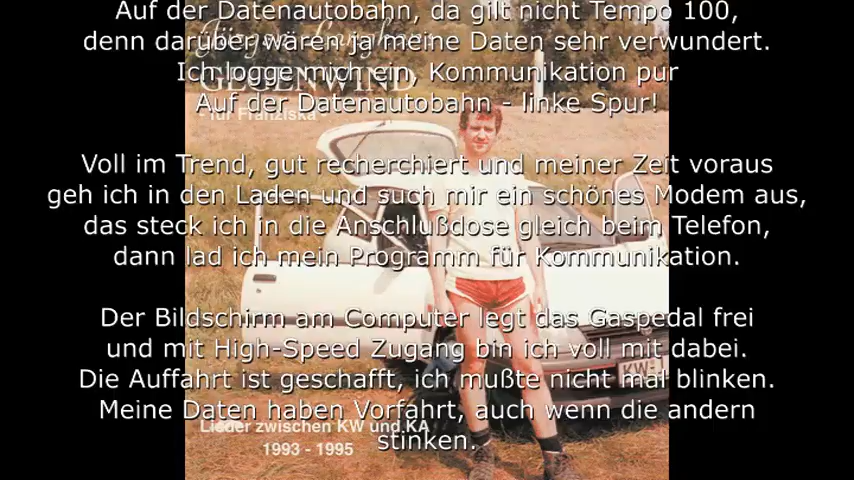 Auf der Datenautobahn, da gilt nicht Tempo 100,
denn darüber wären ja meine Daten sehr verwundert.
Ich logge mich ein, Kommunikation pur
GEGENWIND
Auf der Datenautobahn - linke Spur!
- für Franziska -
Voll im Trend, gut recherchiert und meiner Zeit voraus
geh ich in den Laden und such mir ein schönes Modem aus,
das steck ich in die Anschlußdose gleich beim Telefon,
dann lad ich mein Programm für Kommunikation.
Der Bildschirm am Computer legt das Gaspedal frei
und mit High-Speed Zugang bin ich voll mit dabei.
KW-
Die Auffahrt ist geschafft, ich mußte nicht mal blinken.
Meine Daten haben Vorfahrt, auch wenn die andern
Lieder zwischen KW und KA
stinken.
1993 - 1995